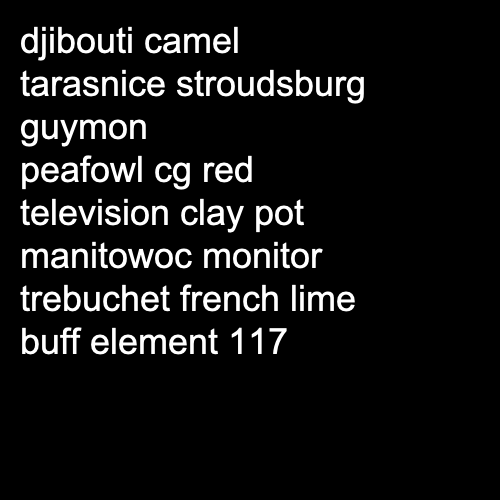 djibouti camel
tarasnice stroudsburg
guymon
peafowl cg red
television clay pot
manitowoc monitor
trebuchet french lime
buff element 117